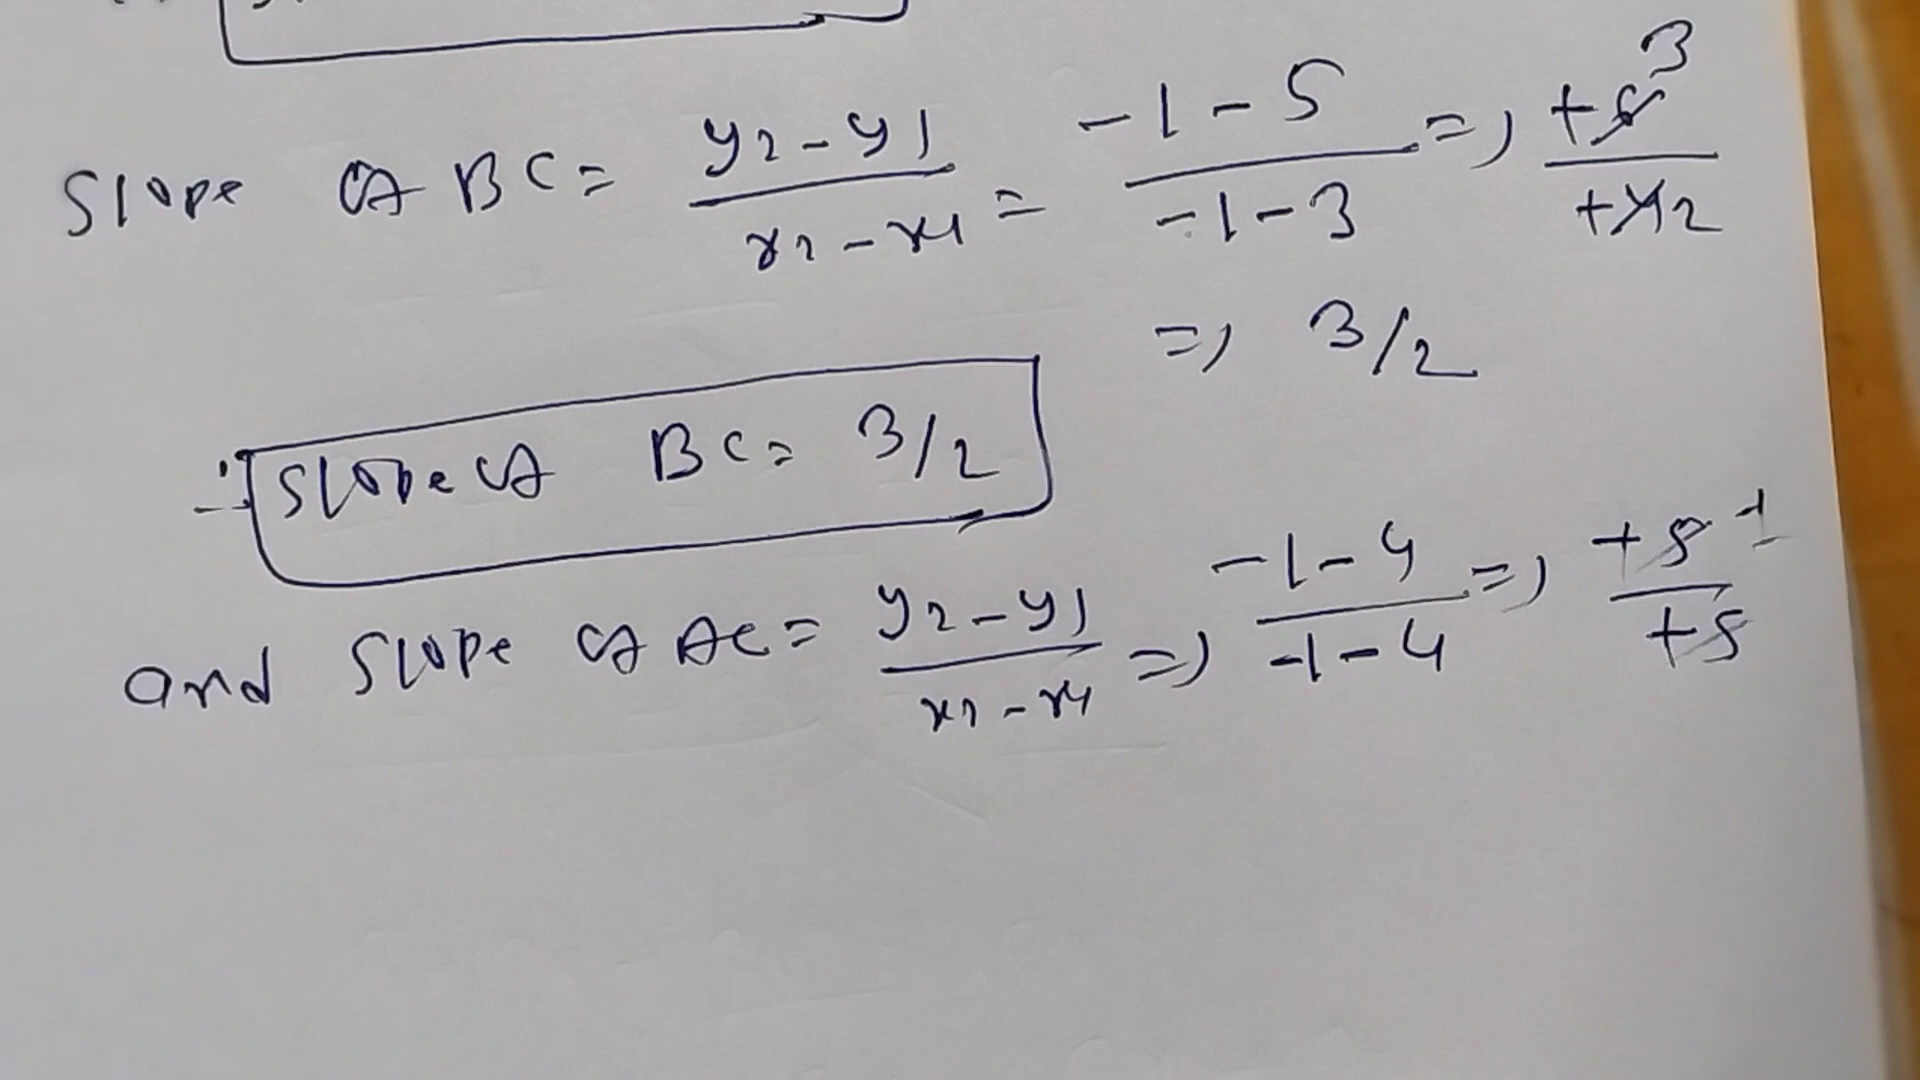 Slope of BC = y2-y1/x2-x1 = -1-5/-1-3 => +6 3/+4 2
=> 3/2
∴ Slope of BC = 3/2
and Slope of AC = y2-y1/x2-x1 => -1-4/-1-4 => +5 1/+5